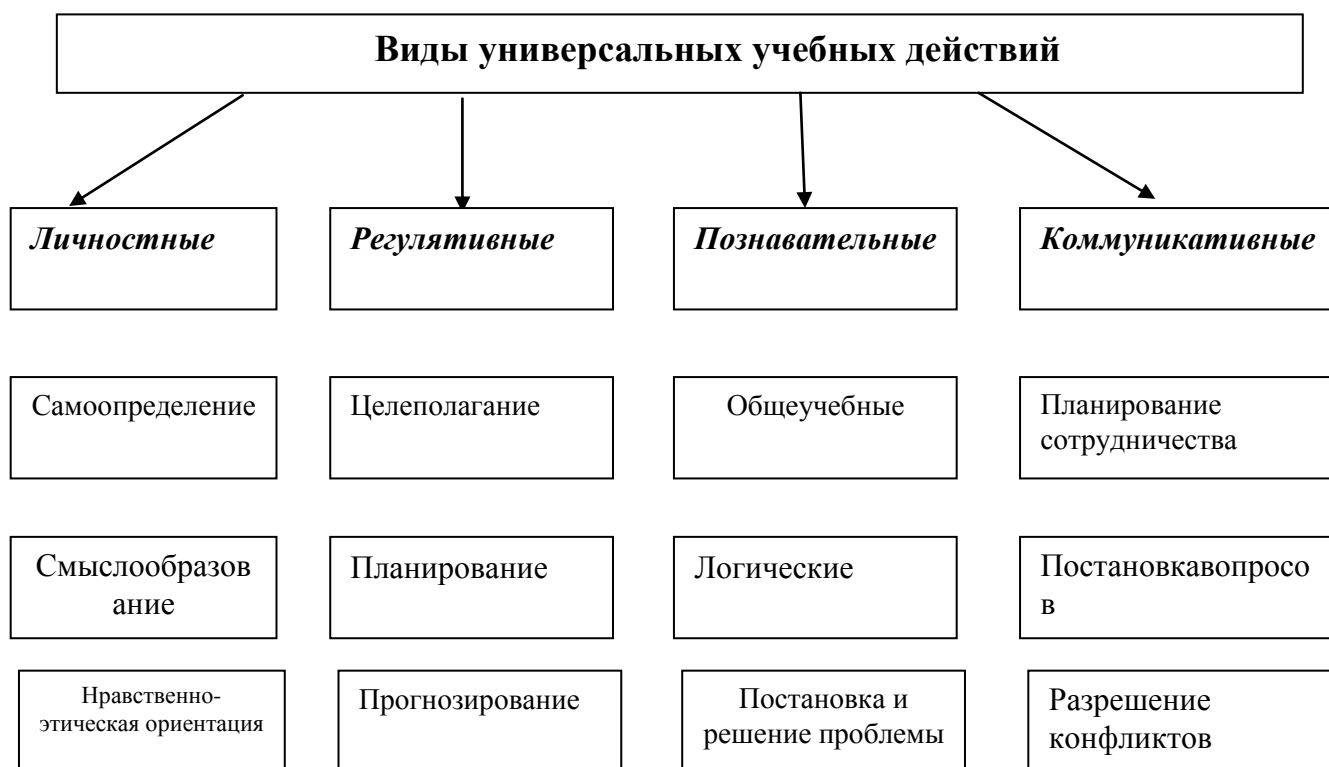 Виды универсальных учебных действий
Личностные
Регулятивные
Познавательные
Коммуникативные
Самоопределение
Целеполагание
Общеучебные
Планирование
сотрудничества
Смыслообразов
ание
Планирование
Логические
Постановкавопросо
в
Нравственно-
этическая ориентация
Прогнозирование
Постановка и
решение проблемы
Разрешение
конфликтов